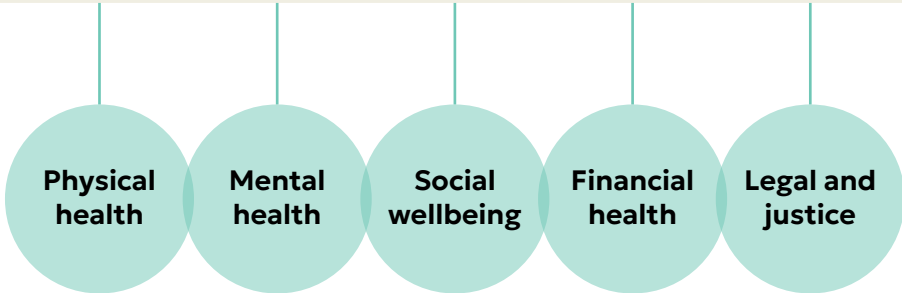 Physical
health
Mental
health
Social
wellbeing
Financial
health
Legal and
justice